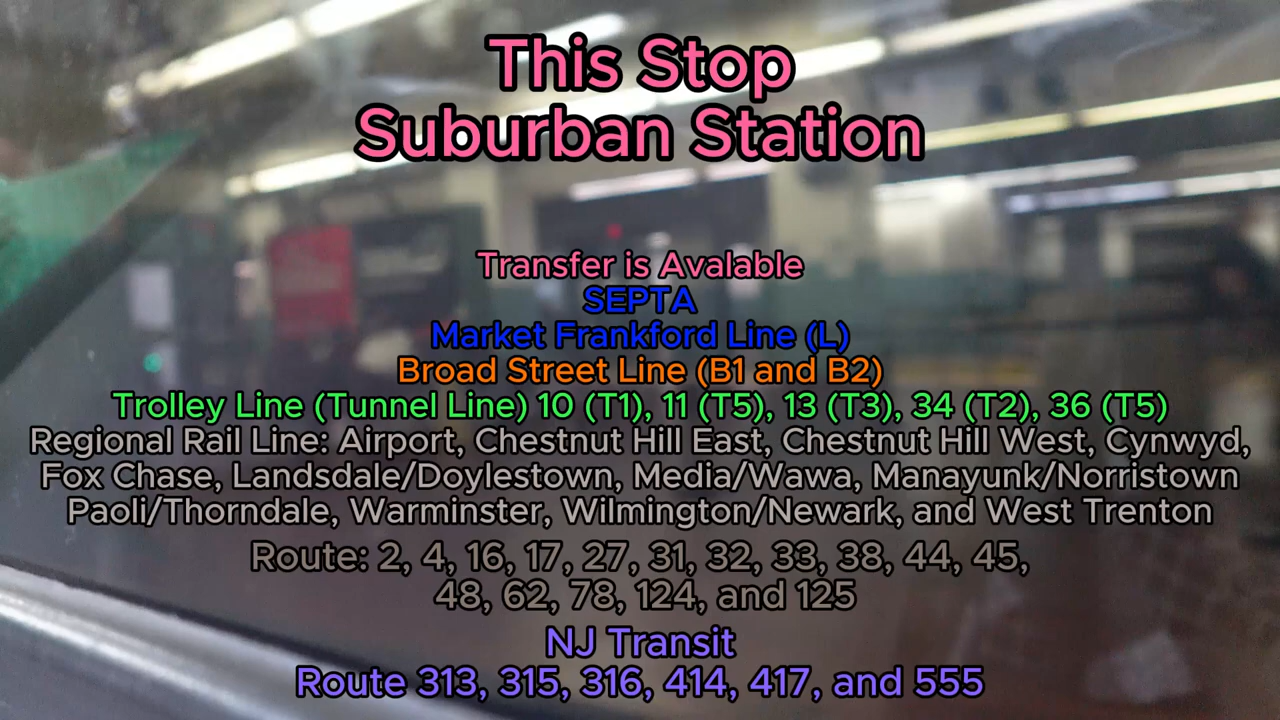 This Stop
Suburban Station
Transfer is Avalable
SEPTA
Market Frankford Line (L)
Broad Street Line (B1 and B2)
Trolley Line (Tunnel Line) 10 (T1), 11 (T5), 13 (T3), 34 (T2), 36 (T5)
Regional Rail Line: Airport, Chestnut Hill East, Chestnut Hill West, Cynwyd,
Fox Chase, Landsdale/Doylestown, Media/Wawa, Manayunk/Norristown
Paoli/Thorndale, Warminster, Wilmington/Newark, and West Trenton
Route: 2, 4, 16, 17, 27, 31, 32, 33, 38, 44, 45,
48, 62, 78, 124, and 125
NJ Transit
Route 313, 315, 316, 414, 417, and 555